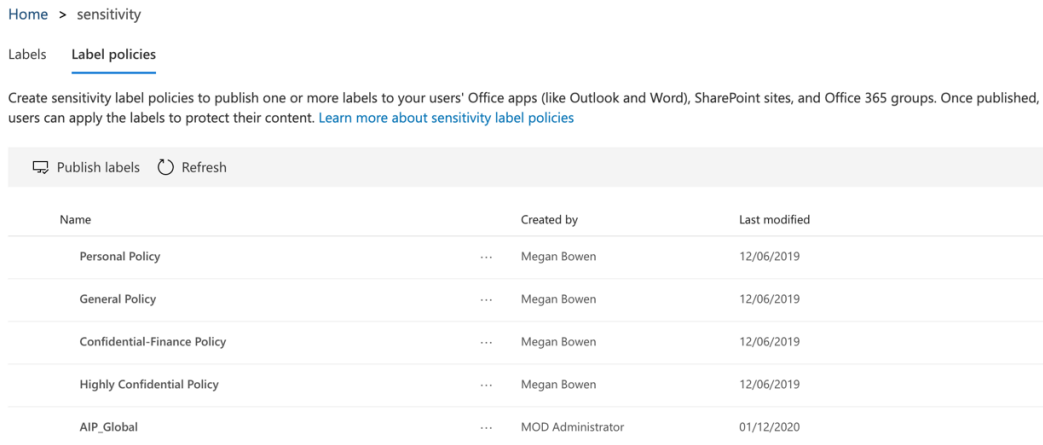 Home > sensitivity
Labels Label policies
Create sensitivity label policies to publish one or more labels to your users' Office apps (like Outlook and Word), SharePoint sites, and Office 365 groups. Once published,
users can apply the labels to protect their content. Learn more about sensitivity label policies
Publish labels Refresh
Name Created by Last modified
Personal Policy ... Megan Bowen 12/06/2019
General Policy ... Megan Bowen 12/06/2019
Confidential-Finance Policy ... Megan Bowen 12/06/2019
Highly Confidential Policy ... Megan Bowen 12/06/2019
AIP_Global ... MOD Administrator 01/12/2020